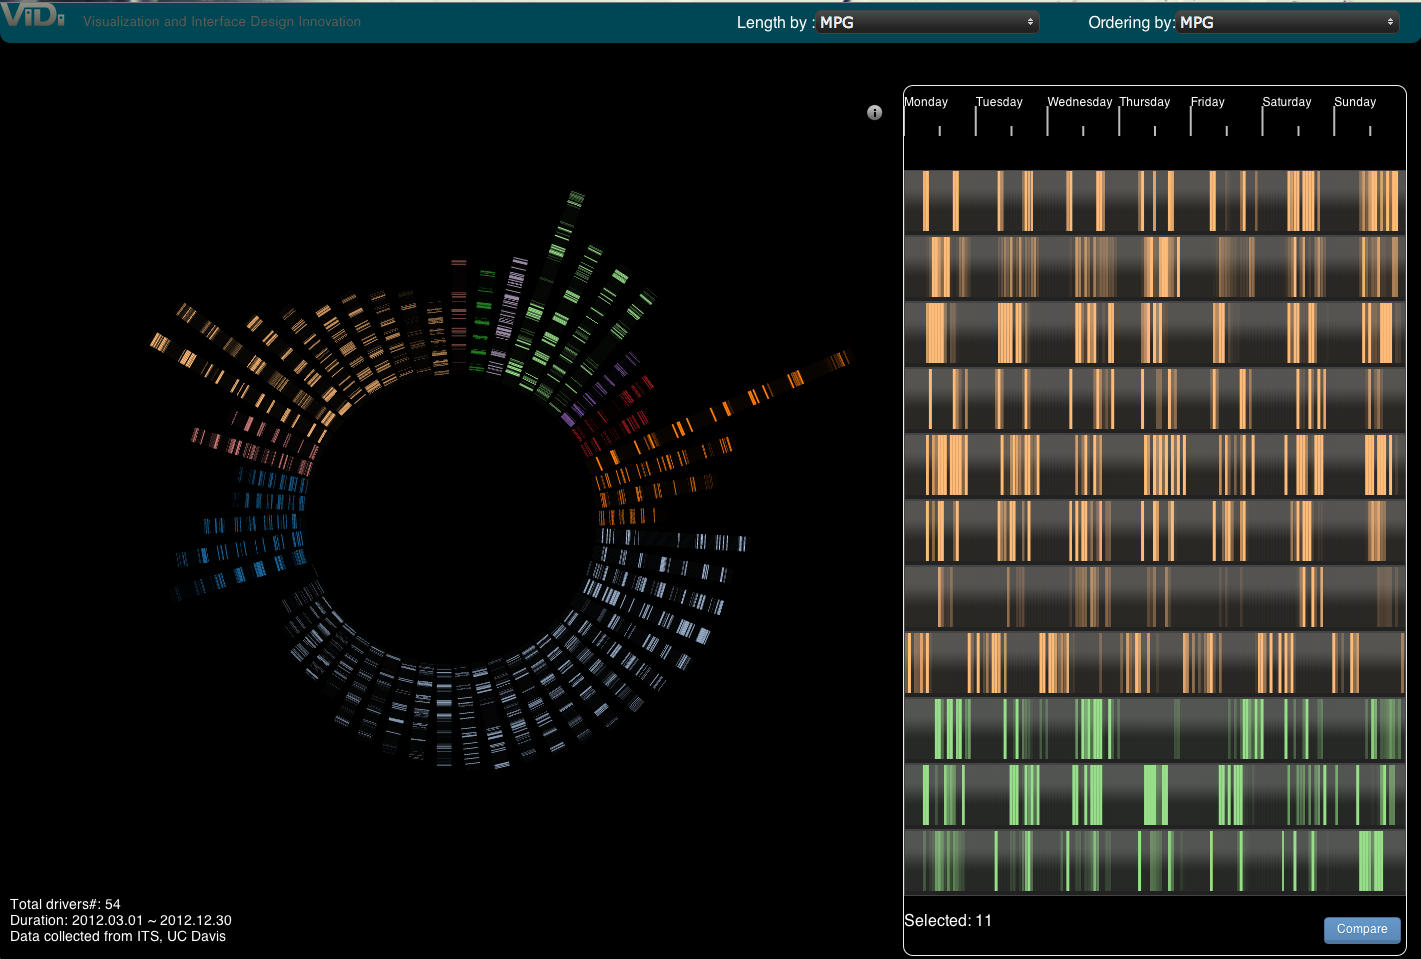 ViDi Visualization and Interface Design Innovation Length by : MPG Ordering by: MPG
i
Monday Tuesday Wednesday Thursday Friday Saturday Sunday
Total drivers#: 54
Duration: 2012.03.01 ~ 2012.12.30
Data collected from ITS, UC Davis
Selected: 11
Compare